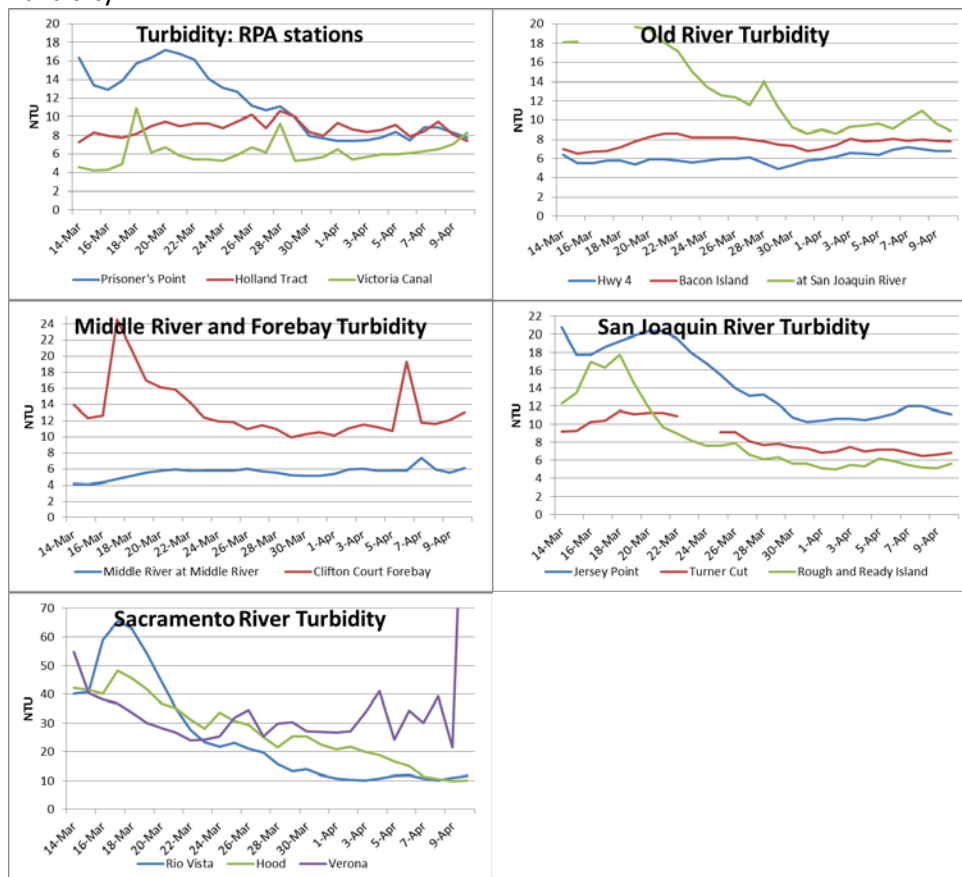 Turbidity: RPA stations
NTU
20
18
16
14
12
10
8
6
4
2
0
14-Mar
16-Mar
18-Mar
20-Mar
22-Mar
24-Mar
26-Mar
28-Mar
30-Mar
1-Apr
3-Apr
5-Apr
7-Apr
9-Apr
Prisoner's Point Holland Tract Victoria Canal
Old River Turbidity
NTU
20
18
16
14
12
10
8
6
4
2
0
14-Mar
16-Mar
18-Mar
20-Mar
22-Mar
24-Mar
26-Mar
28-Mar
30-Mar
1-Apr
3-Apr
5-Apr
7-Apr
9-Apr
Hwy 4 Bacon Island at San Joaquin River
Middle River and Forebay Turbidity
NTU
24
22
20
18
16
14
12
10
8
6
4
2
0
14-Mar
16-Mar
18-Mar
20-Mar
22-Mar
24-Mar
26-Mar
28-Mar
30-Mar
1-Apr
3-Apr
5-Apr
7-Apr
9-Apr
Middle River at Middle River Clifton Court Forebay
San Joaquin River Turbidity
NTU
22
20
18
16
14
12
10
8
6
4
2
0
14-Mar
16-Mar
18-Mar
20-Mar
22-Mar
24-Mar
26-Mar
28-Mar
30-Mar
1-Apr
3-Apr
5-Apr
7-Apr
9-Apr
Jersey Point Turner Cut Rough and Ready Island
Sacramento River Turbidity
NTU
70
60
50
40
30
20
10
0
14-Mar
16-Mar
18-Mar
20-Mar
22-Mar
24-Mar
26-Mar
28-Mar
30-Mar
1-Apr
3-Apr
5-Apr
7-Apr
9-Apr
Rio Vista Hood Verona